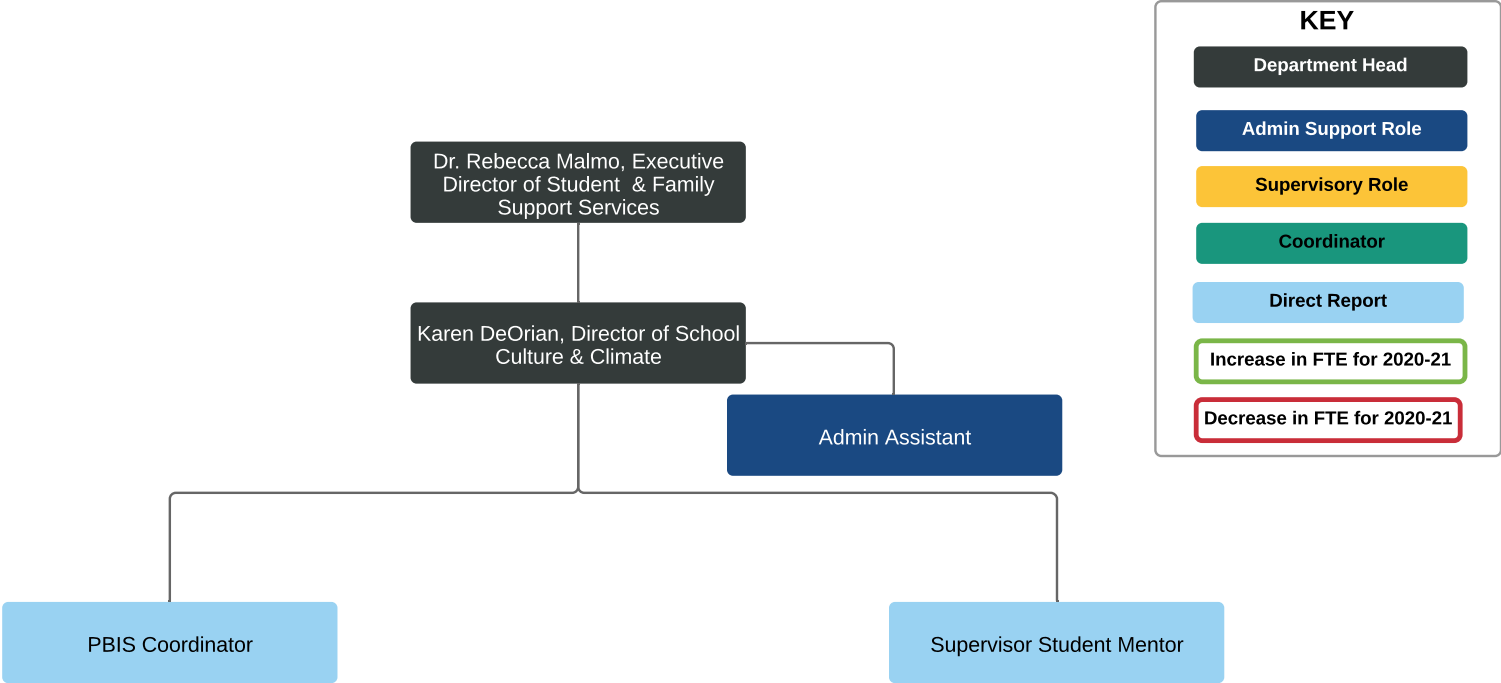 KEY
Department Head
Admin Support Role
Supervisory Role
Coordinator
Direct Report
Increase in FTE for 2020-21
Decrease in FTE for 2020-21
Dr. Rebecca Malmo, Executive
Director of Student & Family
Support Services
Karen DeOrian, Director of School
Culture & Climate
Admin Assistant
PBIS Coordinator
Supervisor Student Mentor